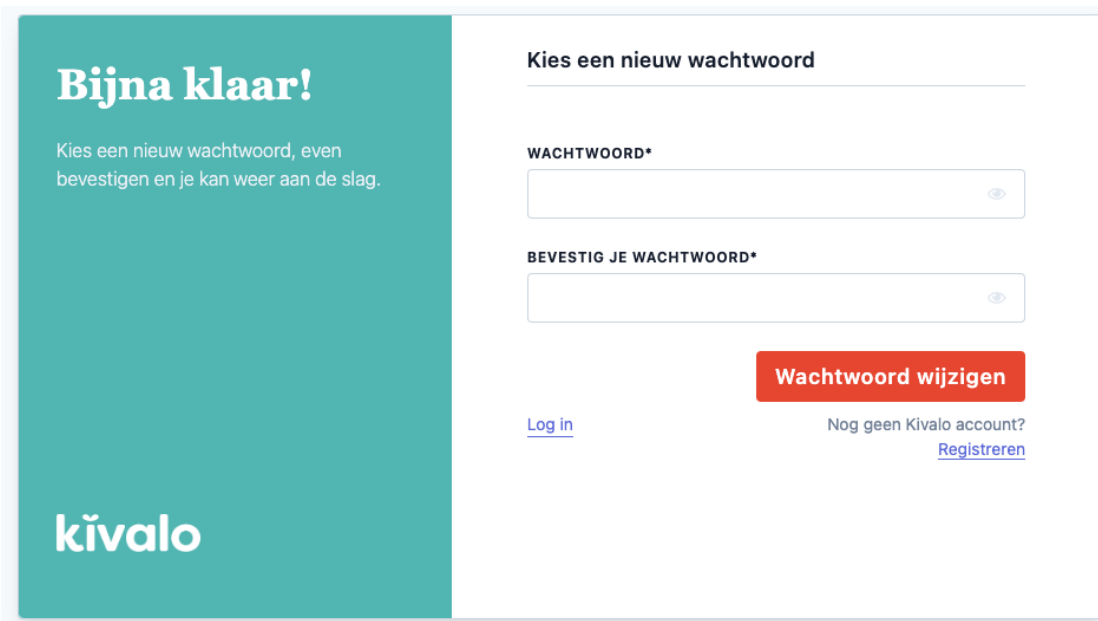 Bijna klaar!
Kies een nieuw wachtwoord, even
bevestigen en je kan weer aan de slag.
kĭvalo
Kies een nieuw wachtwoord
WACHTWOORD*
BEVESTIG JE WACHTWOORD*
Wachtwoord wijzigen
Log in
Nog geen Kivalo account?
Registreren